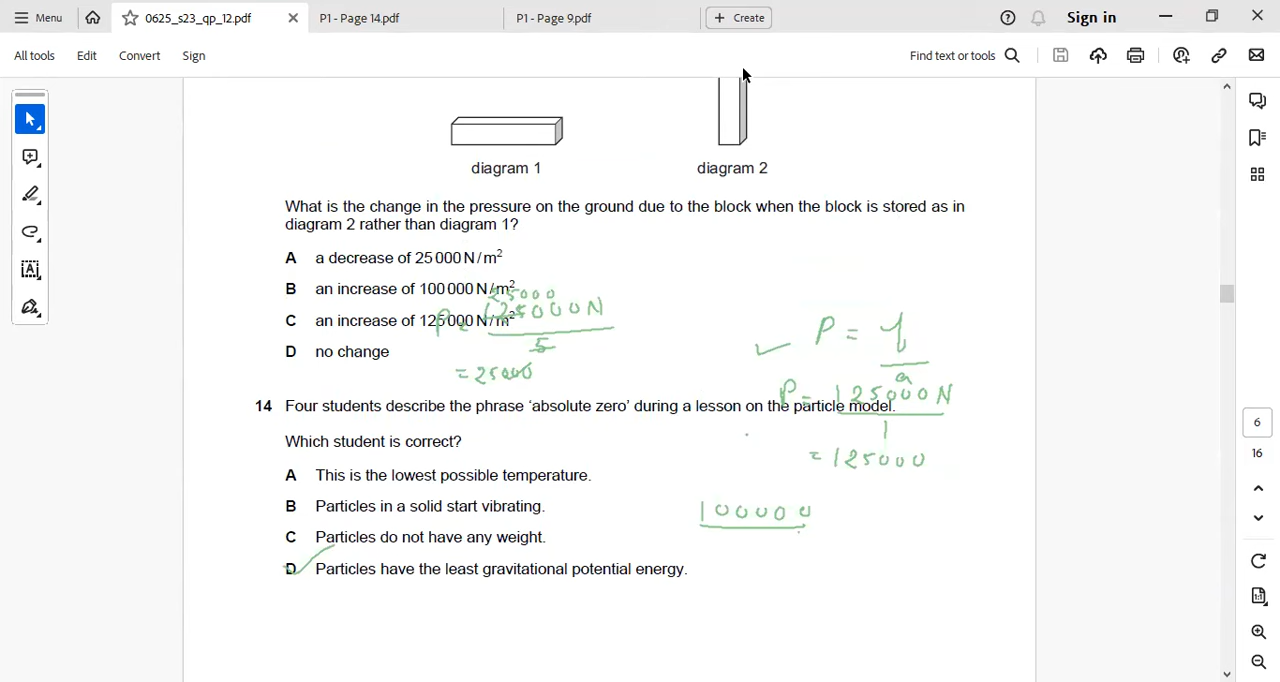 Menu
0625_s23_qp_12.pdf
P1 - Page 14.pdf
P1 - Page 9.pdf
+ Create
Sign in
All tools Edit Convert Sign
Find text or tools
diagram 1
diagram 2
What is the change in the pressure on the ground due to the block when the block is stored as in
diagram 2 rather than diagram 1?
A a decrease of 25 000 N/m²
B an increase of 100 000 N/m²
C an increase of 125 000 N/m²
D no change
25000
P = 125000N
5
= 25000
P =
a
P = 125000N
1
= 125000
14 Four students describe the phrase ‘absolute zero’ during a lesson on the particle model.
Which student is correct?
A This is the lowest possible temperature.
B Particles in a solid start vibrating.
C Particles do not have any weight.
D Particles have the least gravitational potential energy.
100000
6
16